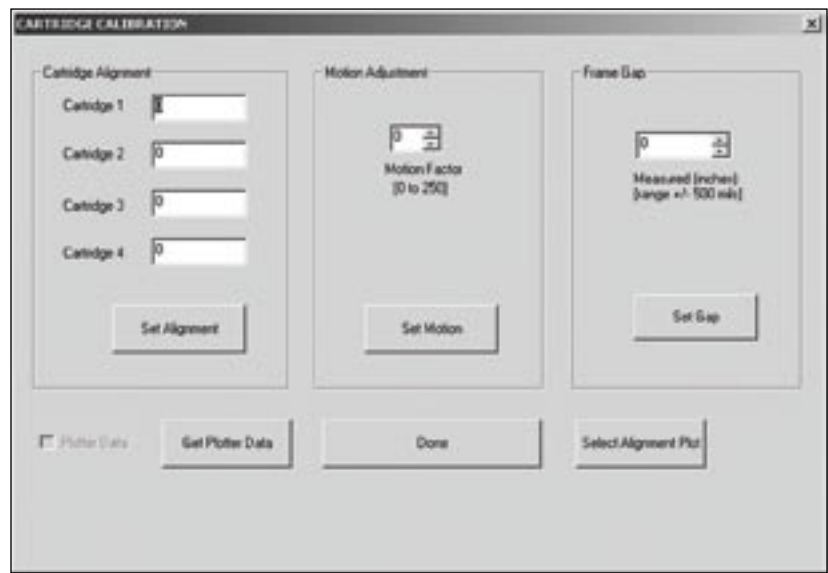 CARTRIDGE CALIBRATION
Cartridge Alignment
Cartridge 1 0
Cartridge 2 0
Cartridge 3 0
Cartridge 4 0
Set Alignment
Motion Adjustment
0
Motion Factor
[0 to 250]
Set Motion
Frame Gap
0
Measured (inches)
[range +/- 500 mils]
Set Gap
Plotter Data
Get Plotter Data
Done
Select Alignment Plot